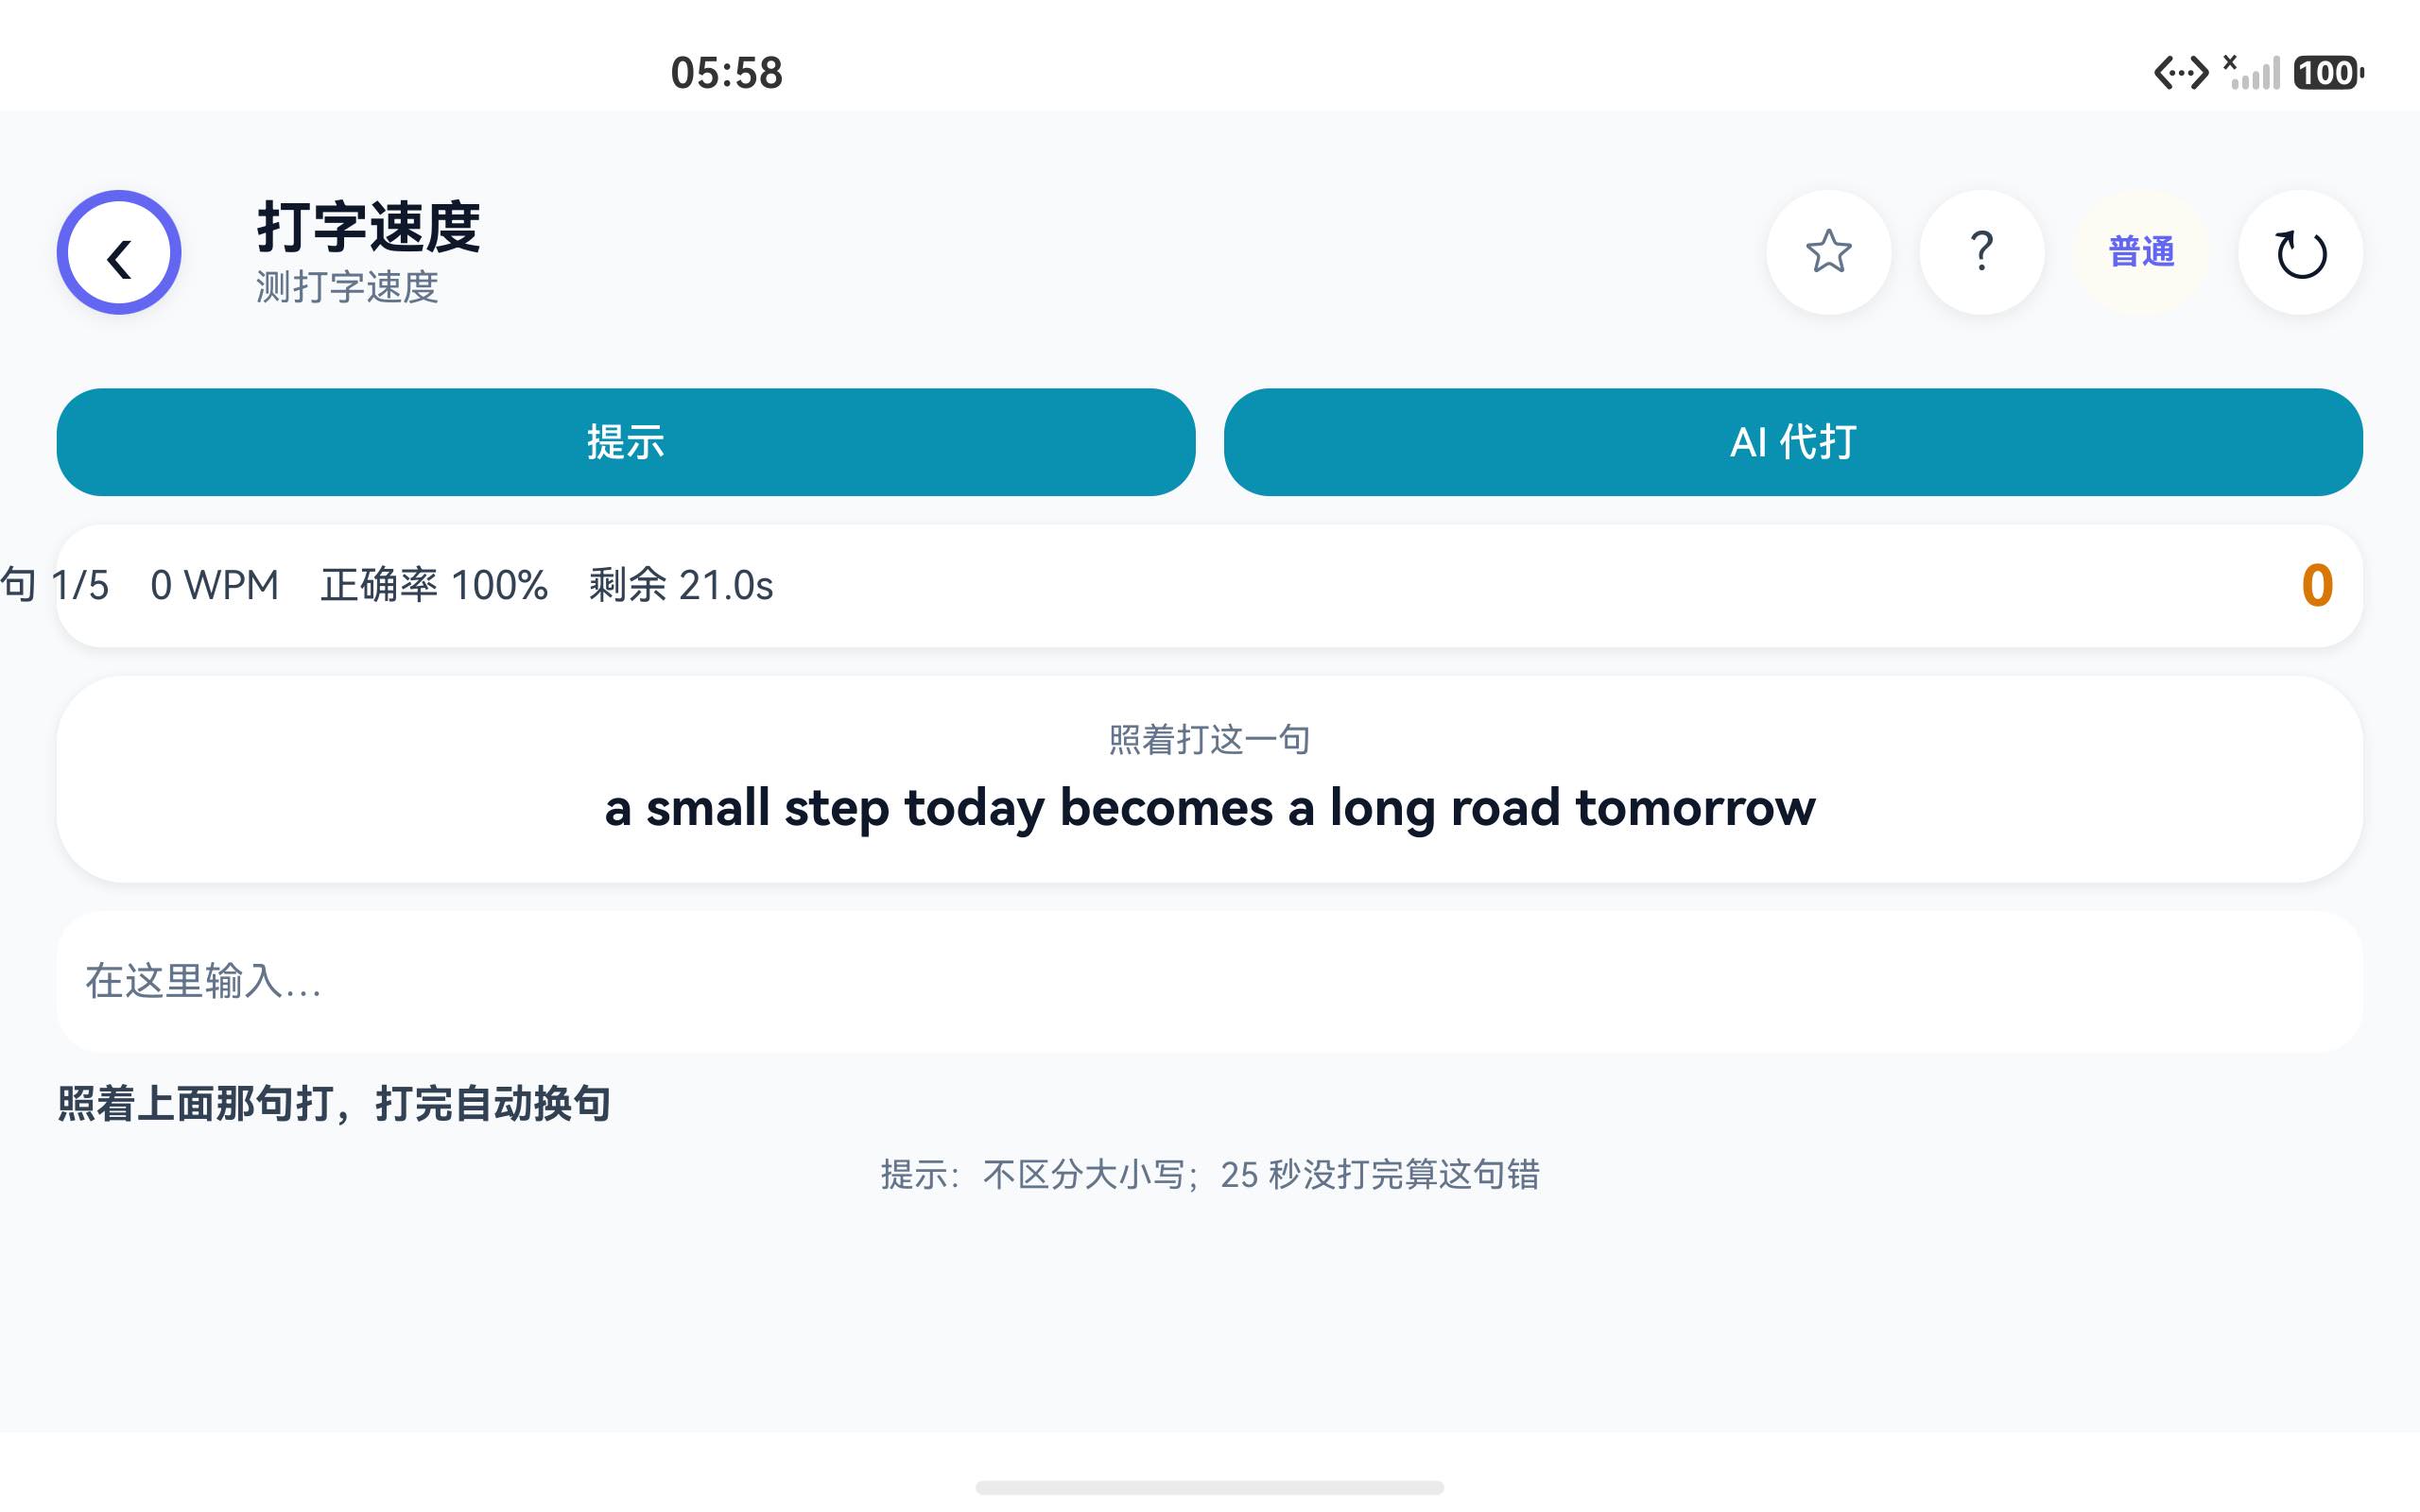 05:58
100
打字速度
测打字速度
?
普通
提示
AI 代打
句 1/5 0 WPM 正确率 100% 剩余 21.0s
0
照着打这一句
a small step today becomes a long road tomorrow
在这里输入...
照着上面那句打，打完自动换句
提示：不区分大小写；25 秒没打完算这句错